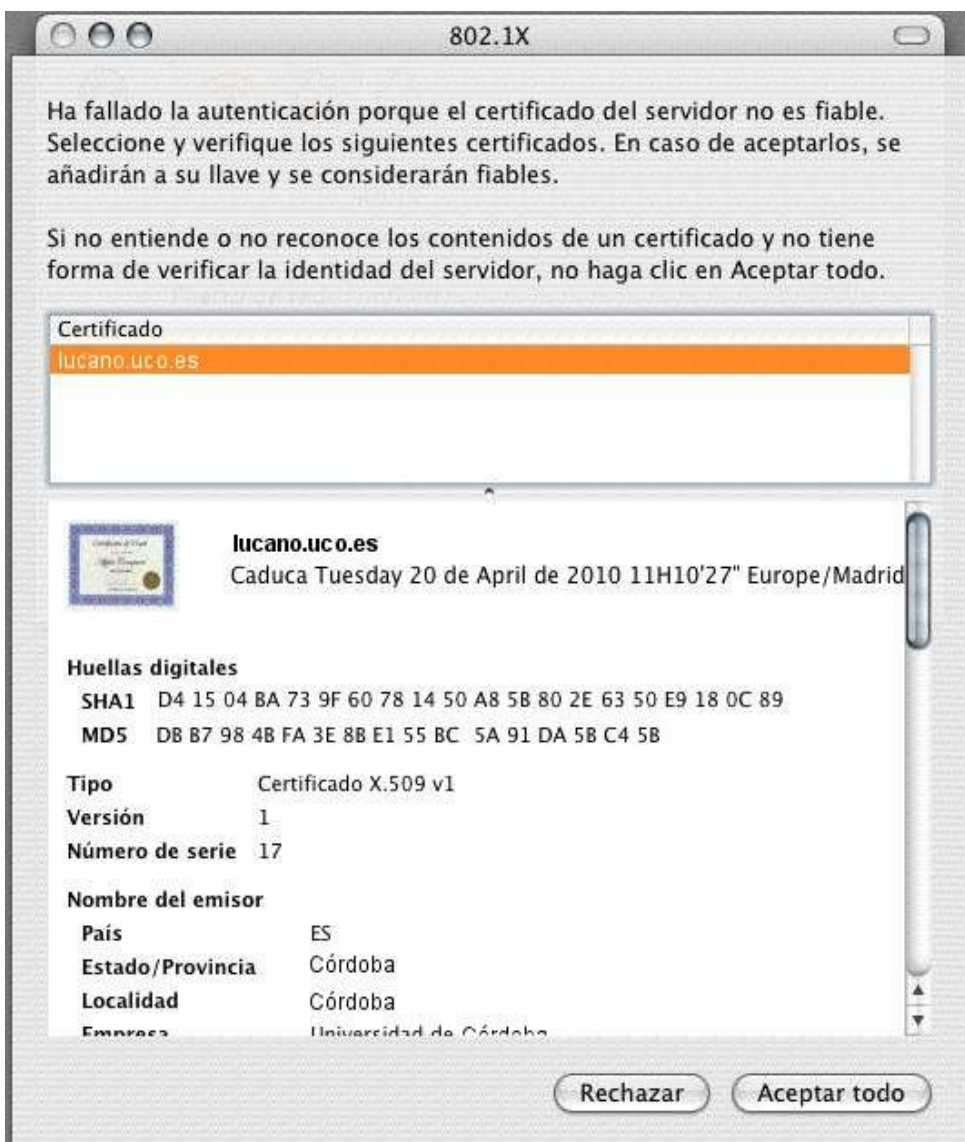 802.1X
Ha fallado la autenticación porque el certificado del servidor no es fiable.
Seleccione y verifique los siguientes certificados. En caso de aceptarlos, se
añadirán a su llave y se considerarán fiables.
Si no entiende o no reconoce los contenidos de un certificado y no tiene
forma de verificar la identidad del servidor, no haga clic en Aceptar todo.
Certificado
lucano.uco.es
lucano.uco.es
Caduca Tuesday 20 de April de 2010 11H10'27" Europe/Madrid
Huellas digitales
SHA1 D4 15 04 BA 73 9F 60 78 14 50 A8 5B 80 2E 63 50 E9 18 0C 89
MD5 DB B7 98 4B FA 3E 8B E1 55 BC 5A 91 DA 5B C4 5B
Tipo Certificado X.509 v1
Versión 1
Número de serie 17
Nombre del emisor
País ES
Estado/Provincia Córdoba
Localidad Córdoba
Empresa Universidad de Córdoba
Rechazar Aceptar todo